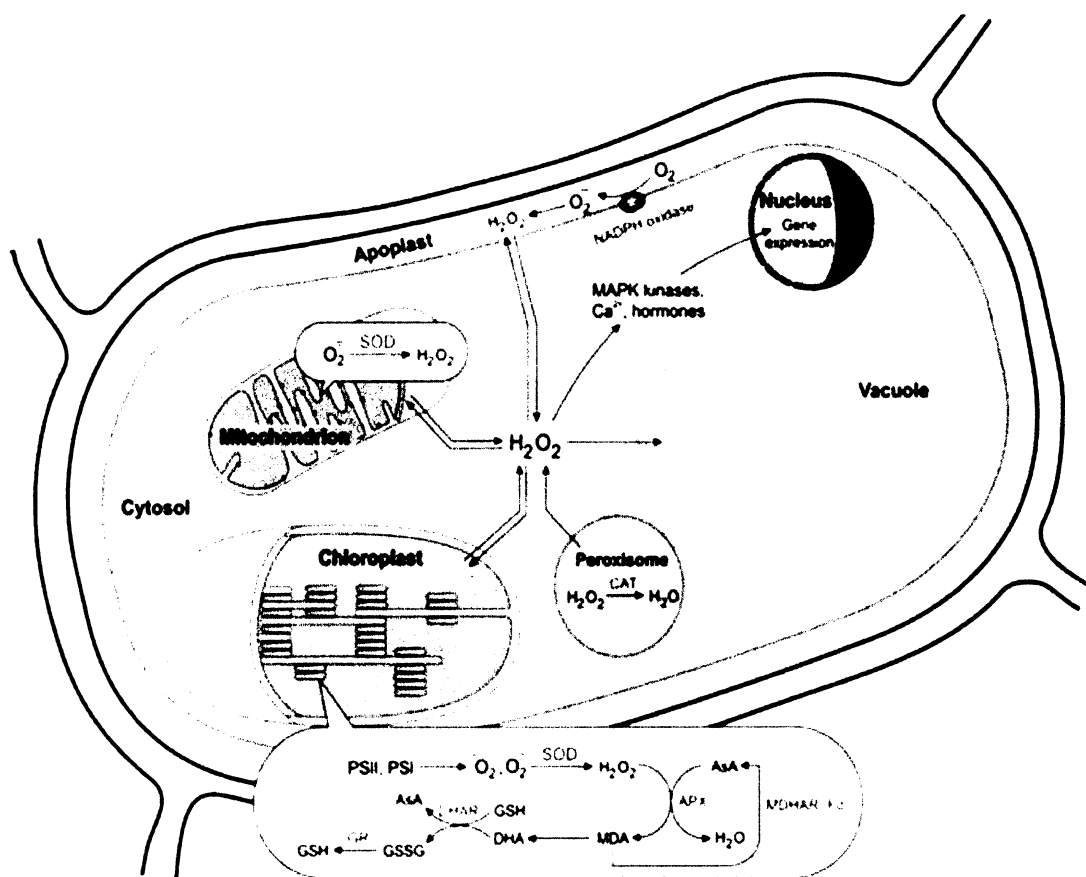 O₂
O₂⁻
H₂O₂
NADPH oxidase
Apoplast
Nucleus
Gene
expression
MAPK kinases,
Ca²⁺, hormones
SOD
O₂⁻ H₂O₂
Mitochondrion
Vacuole
H₂O₂
Cytosol
Chloroplast
Peroxisome
CAT
H₂O₂ H₂O
SOD
PSII, PSI O₂, O₂⁻ H₂O₂ AsA
AsA DHAR GSH APX MDHAR
GR DHA MDA H₂O
GSH GSSG